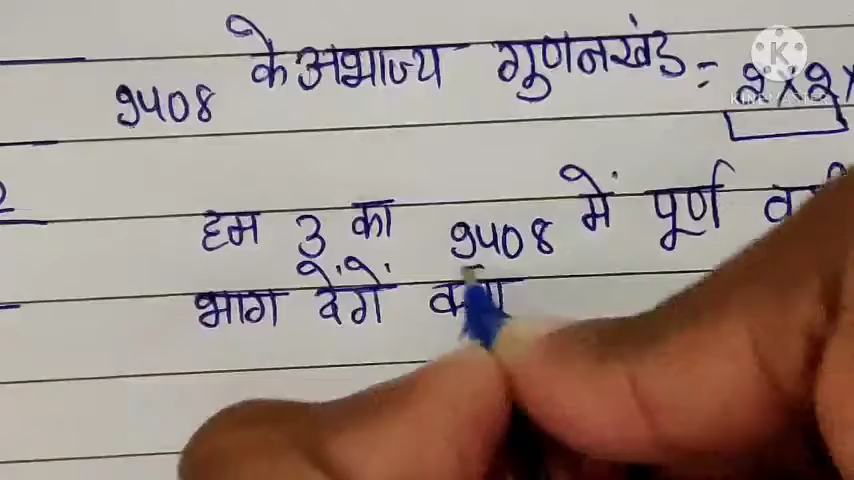 9408 के अभाज्य गुणनखंड = 2×2×
हम 3 का 9408 में पूर्ण
भाग देंगें